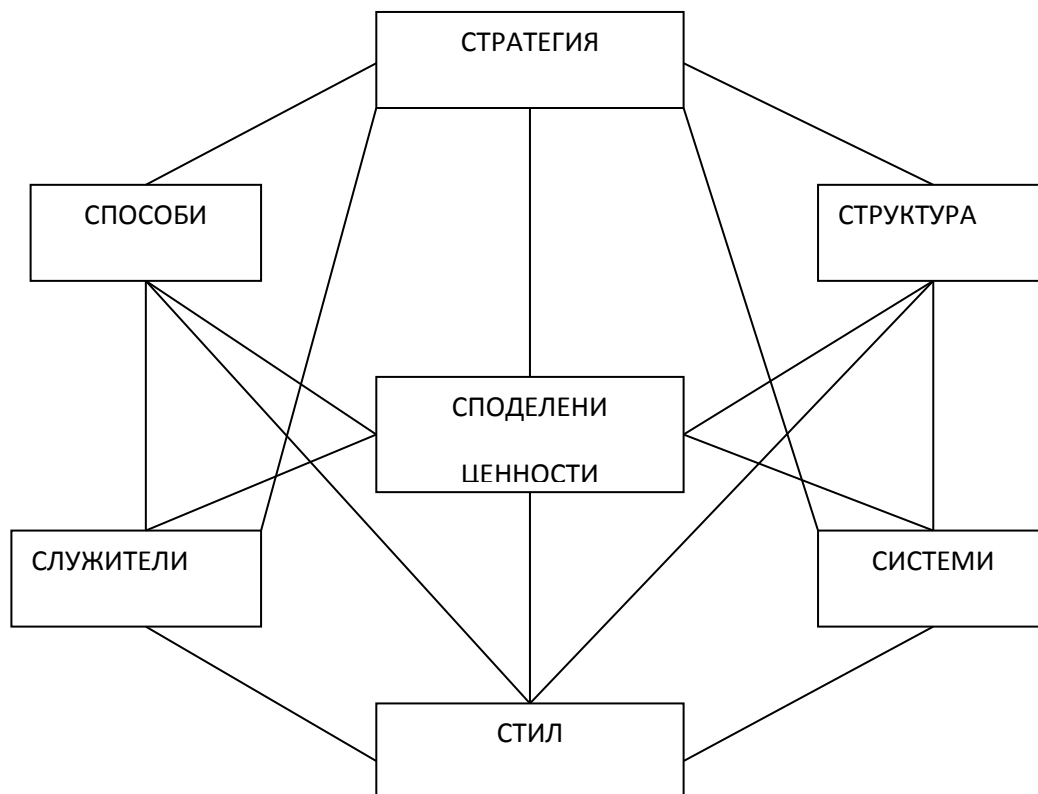 СТРАТЕГИЯ
СПОСОБИ
СТРУКТУРА
СПОДЕЛЕНИ
ЦЕННОСТИ
СЛУЖИТЕЛИ
СИСТЕМИ
СТИЛ